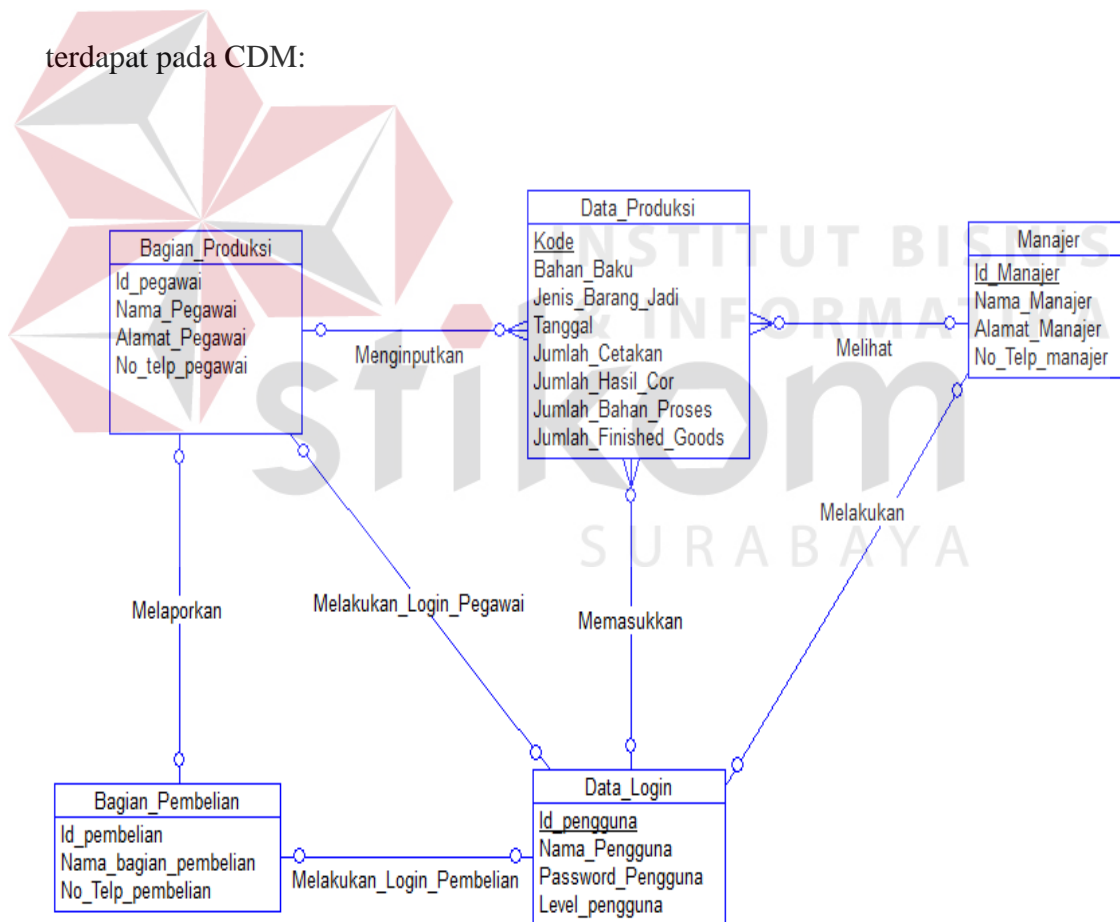 terdapat pada CDM:
INSTITUT BISNIS
& INFORMATIKA
stikom
SURABAYA
Bagian_Produksi
Id_pegawai
Nama_Pegawai
Alamat_Pegawai
No_telp_pegawai
Menginputkan
Data_Produksi
Kode
Bahan_Baku
Jenis_Barang_Jadi
Tanggal
Jumlah_Cetakan
Jumlah_Hasil_Cor
Jumlah_Bahan_Proses
Jumlah_Finished_Goods
Melihat
Manajer
Id_Manajer
Nama_Manajer
Alamat_Manajer
No_Telp_manajer
Melakukan
Melaporkan
Melakukan_Login_Pegawai
Memasukkan
Bagian_Pembelian
Id_pembelian
Nama_bagian_pembelian
No_Telp_pembelian
Melakukan_Login_Pembelian
Data_Login
Id_pengguna
Nama_Pengguna
Password_Pengguna
Level_pengguna